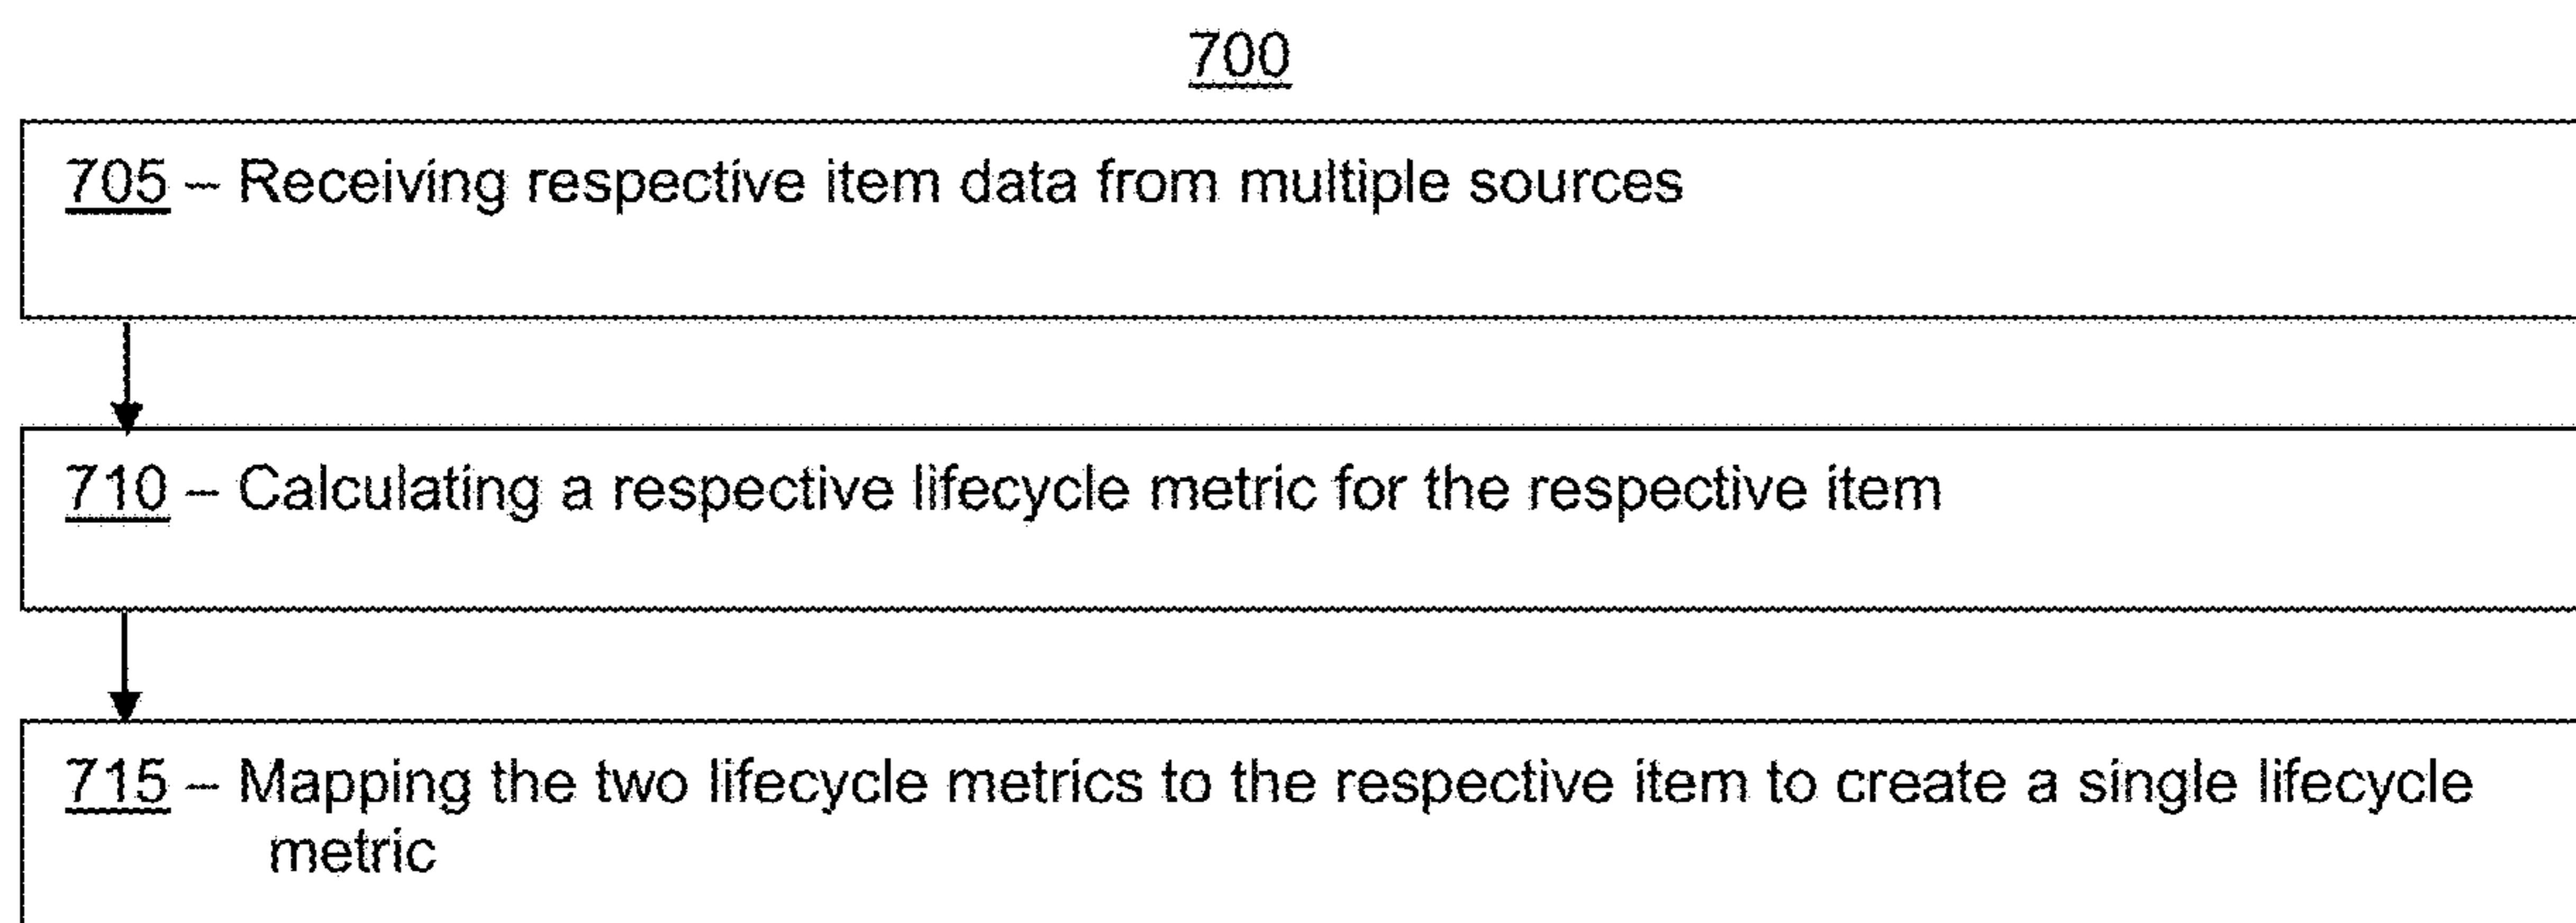 700
705 – Receiving respective item data from multiple sources
710 – Calculating a respective lifecycle metric for the respective item
715 – Mapping the two lifecycle metrics to the respective item to create a single lifecycle
metric